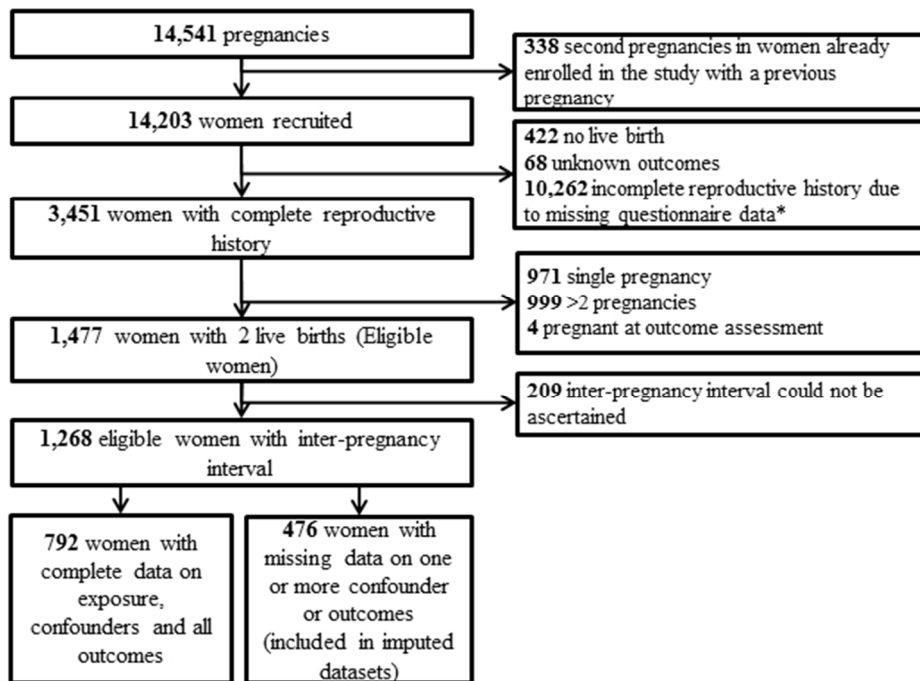 14,541 pregnancies
338 second pregnancies in women already
enrolled in the study with a previous
pregnancy
14,203 women recruited
422 no live birth
68 unknown outcomes
10,262 incomplete reproductive history due
to missing questionnaire data*
3,451 women with complete reproductive
history
971 single pregnancy
999 >2 pregnancies
4 pregnant at outcome assessment
1,477 women with 2 live births (Eligible
women)
209 inter-pregnancy interval could not be
ascertained
1,268 eligible women with inter-pregnancy
interval
792 women with
complete data on
exposure,
confounders and all
outcomes
476 women with
missing data on one
or more confounder
or outcomes
(included in imputed
datasets)